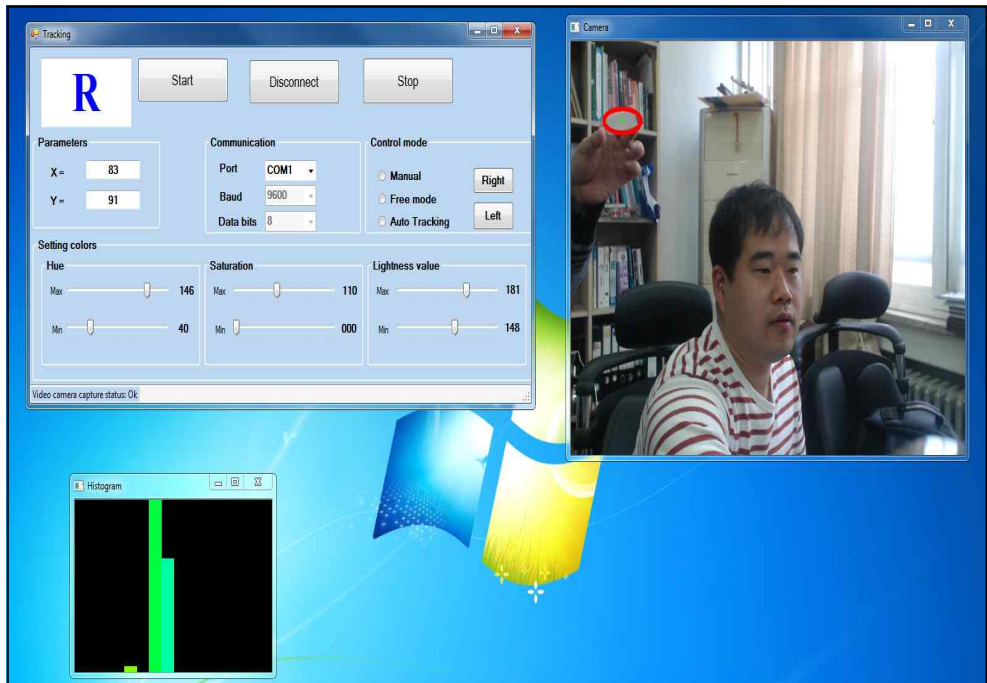 Tracking
R
Start
Disconnect
Stop
Parameters
X = 83
Y = 91
Communication
Port COM1
Baud 9600
Data bits 8
Control mode
Manual
Free mode
Auto Tracking
Right
Left
Setting colors
Hue
Max 146
Min 40
Saturation
Max 110
Min 000
Lightness value
Max 181
Min 148
Video camera capture status: Ok
Camera
Histogram